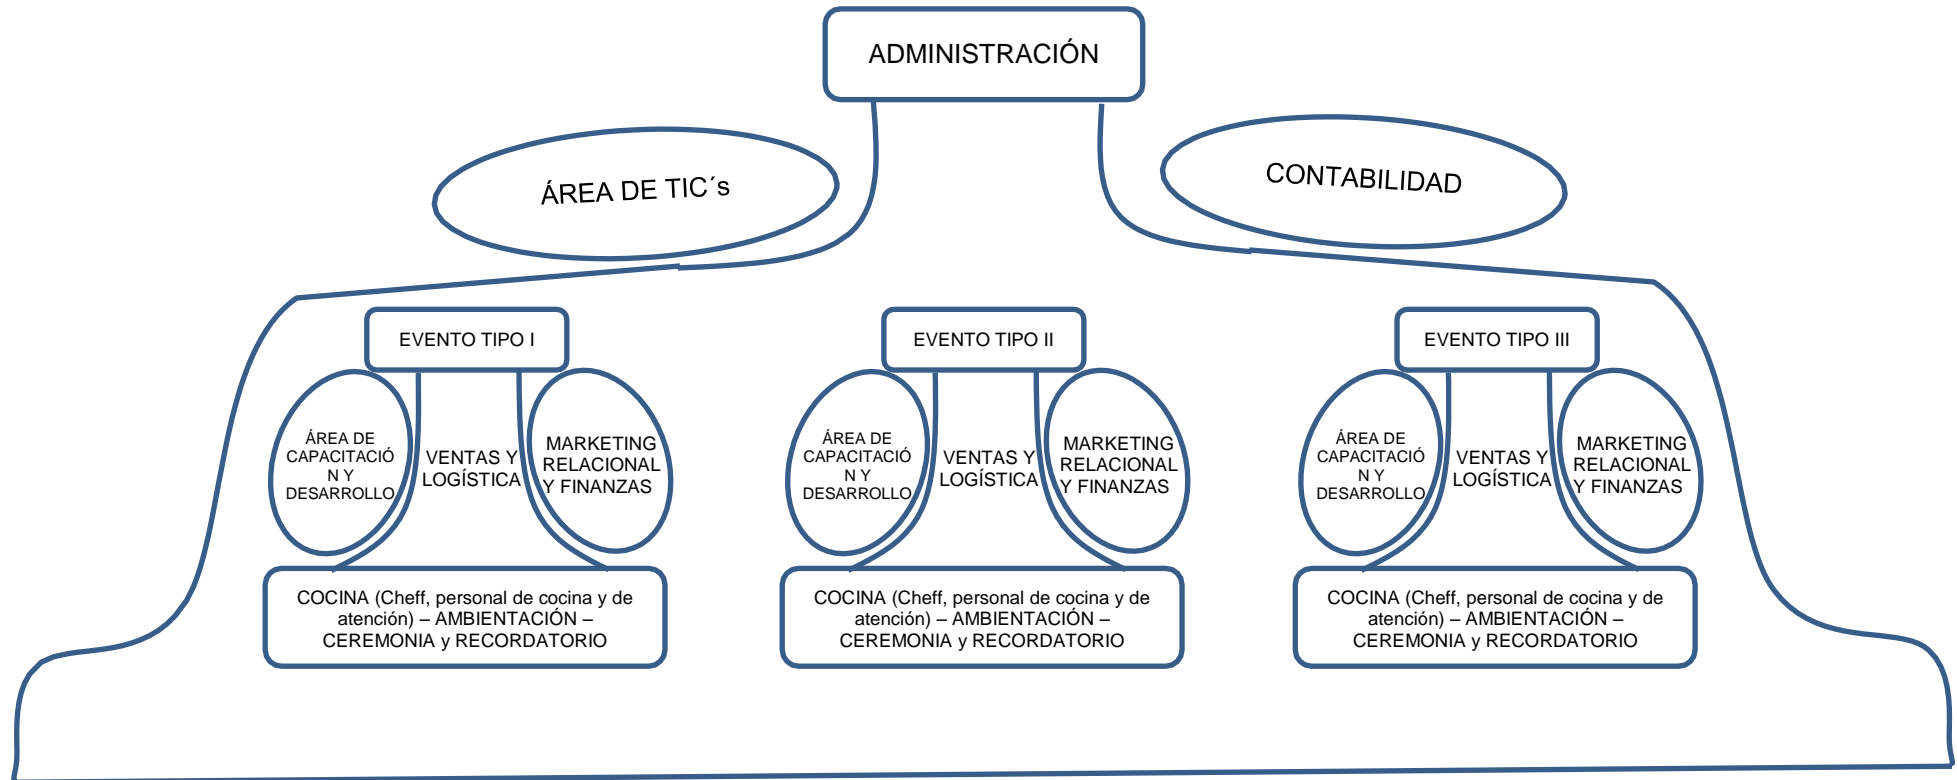 ADMINISTRACIÓN
ÁREA DE TIC´s
CONTABILIDAD
EVENTO TIPO I
ÁREA DE
CAPACITACIÓ
N Y
DESARROLLO
VENTAS Y
LOGÍSTICA
MARKETING
RELACIONAL
Y FINANZAS
COCINA (Cheff, personal de cocina y de
atención) – AMBIENTACIÓN –
CEREMONIA y RECORDATORIO
EVENTO TIPO II
ÁREA DE
CAPACITACIÓ
N Y
DESARROLLO
VENTAS Y
LOGÍSTICA
MARKETING
RELACIONAL
Y FINANZAS
COCINA (Cheff, personal de cocina y de
atención) – AMBIENTACIÓN –
CEREMONIA y RECORDATORIO
EVENTO TIPO III
ÁREA DE
CAPACITACIÓ
N Y
DESARROLLO
VENTAS Y
LOGÍSTICA
MARKETING
RELACIONAL
Y FINANZAS
COCINA (Cheff, personal de cocina y de
atención) – AMBIENTACIÓN –
CEREMONIA y RECORDATORIO